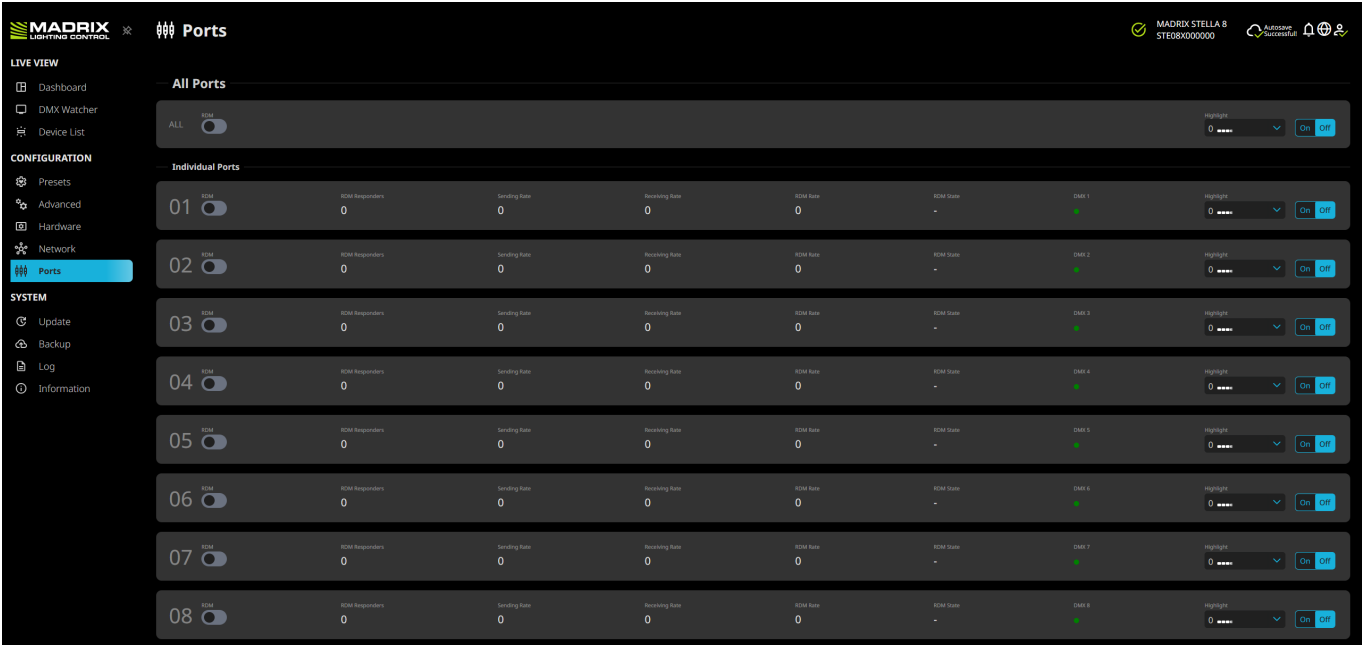 MADRIX
LIGHTING CONTROL
Ports
MADRIX STELLA 8
STE08X000000
Autosave
Successfull
LIVE VIEW
Dashboard
DMX Watcher
Device List
CONFIGURATION
Presets
Advanced
Hardware
Network
Ports
SYSTEM
Update
Backup
Log
Information
All Ports
ALL
RDM
Highlight
0
On Off
Individual Ports
RDM RDM Responders Sending Rate Receiving Rate RDM Rate RDM State DMX 1 Highlight
01 0 0 0 0 - 0 On Off
RDM RDM Responders Sending Rate Receiving Rate RDM Rate RDM State DMX 2 Highlight
02 0 0 0 0 - 0 On Off
RDM RDM Responders Sending Rate Receiving Rate RDM Rate RDM State DMX 3 Highlight
03 0 0 0 0 - 0 On Off
RDM RDM Responders Sending Rate Receiving Rate RDM Rate RDM State DMX 4 Highlight
04 0 0 0 0 - 0 On Off
RDM RDM Responders Sending Rate Receiving Rate RDM Rate RDM State DMX 5 Highlight
05 0 0 0 0 - 0 On Off
RDM RDM Responders Sending Rate Receiving Rate RDM Rate RDM State DMX 6 Highlight
06 0 0 0 0 - 0 On Off
RDM RDM Responders Sending Rate Receiving Rate RDM Rate RDM State DMX 7 Highlight
07 0 0 0 0 - 0 On Off
RDM RDM Responders Sending Rate Receiving Rate RDM Rate RDM State DMX 8 Highlight
08 0 0 0 0 - 0 On Off